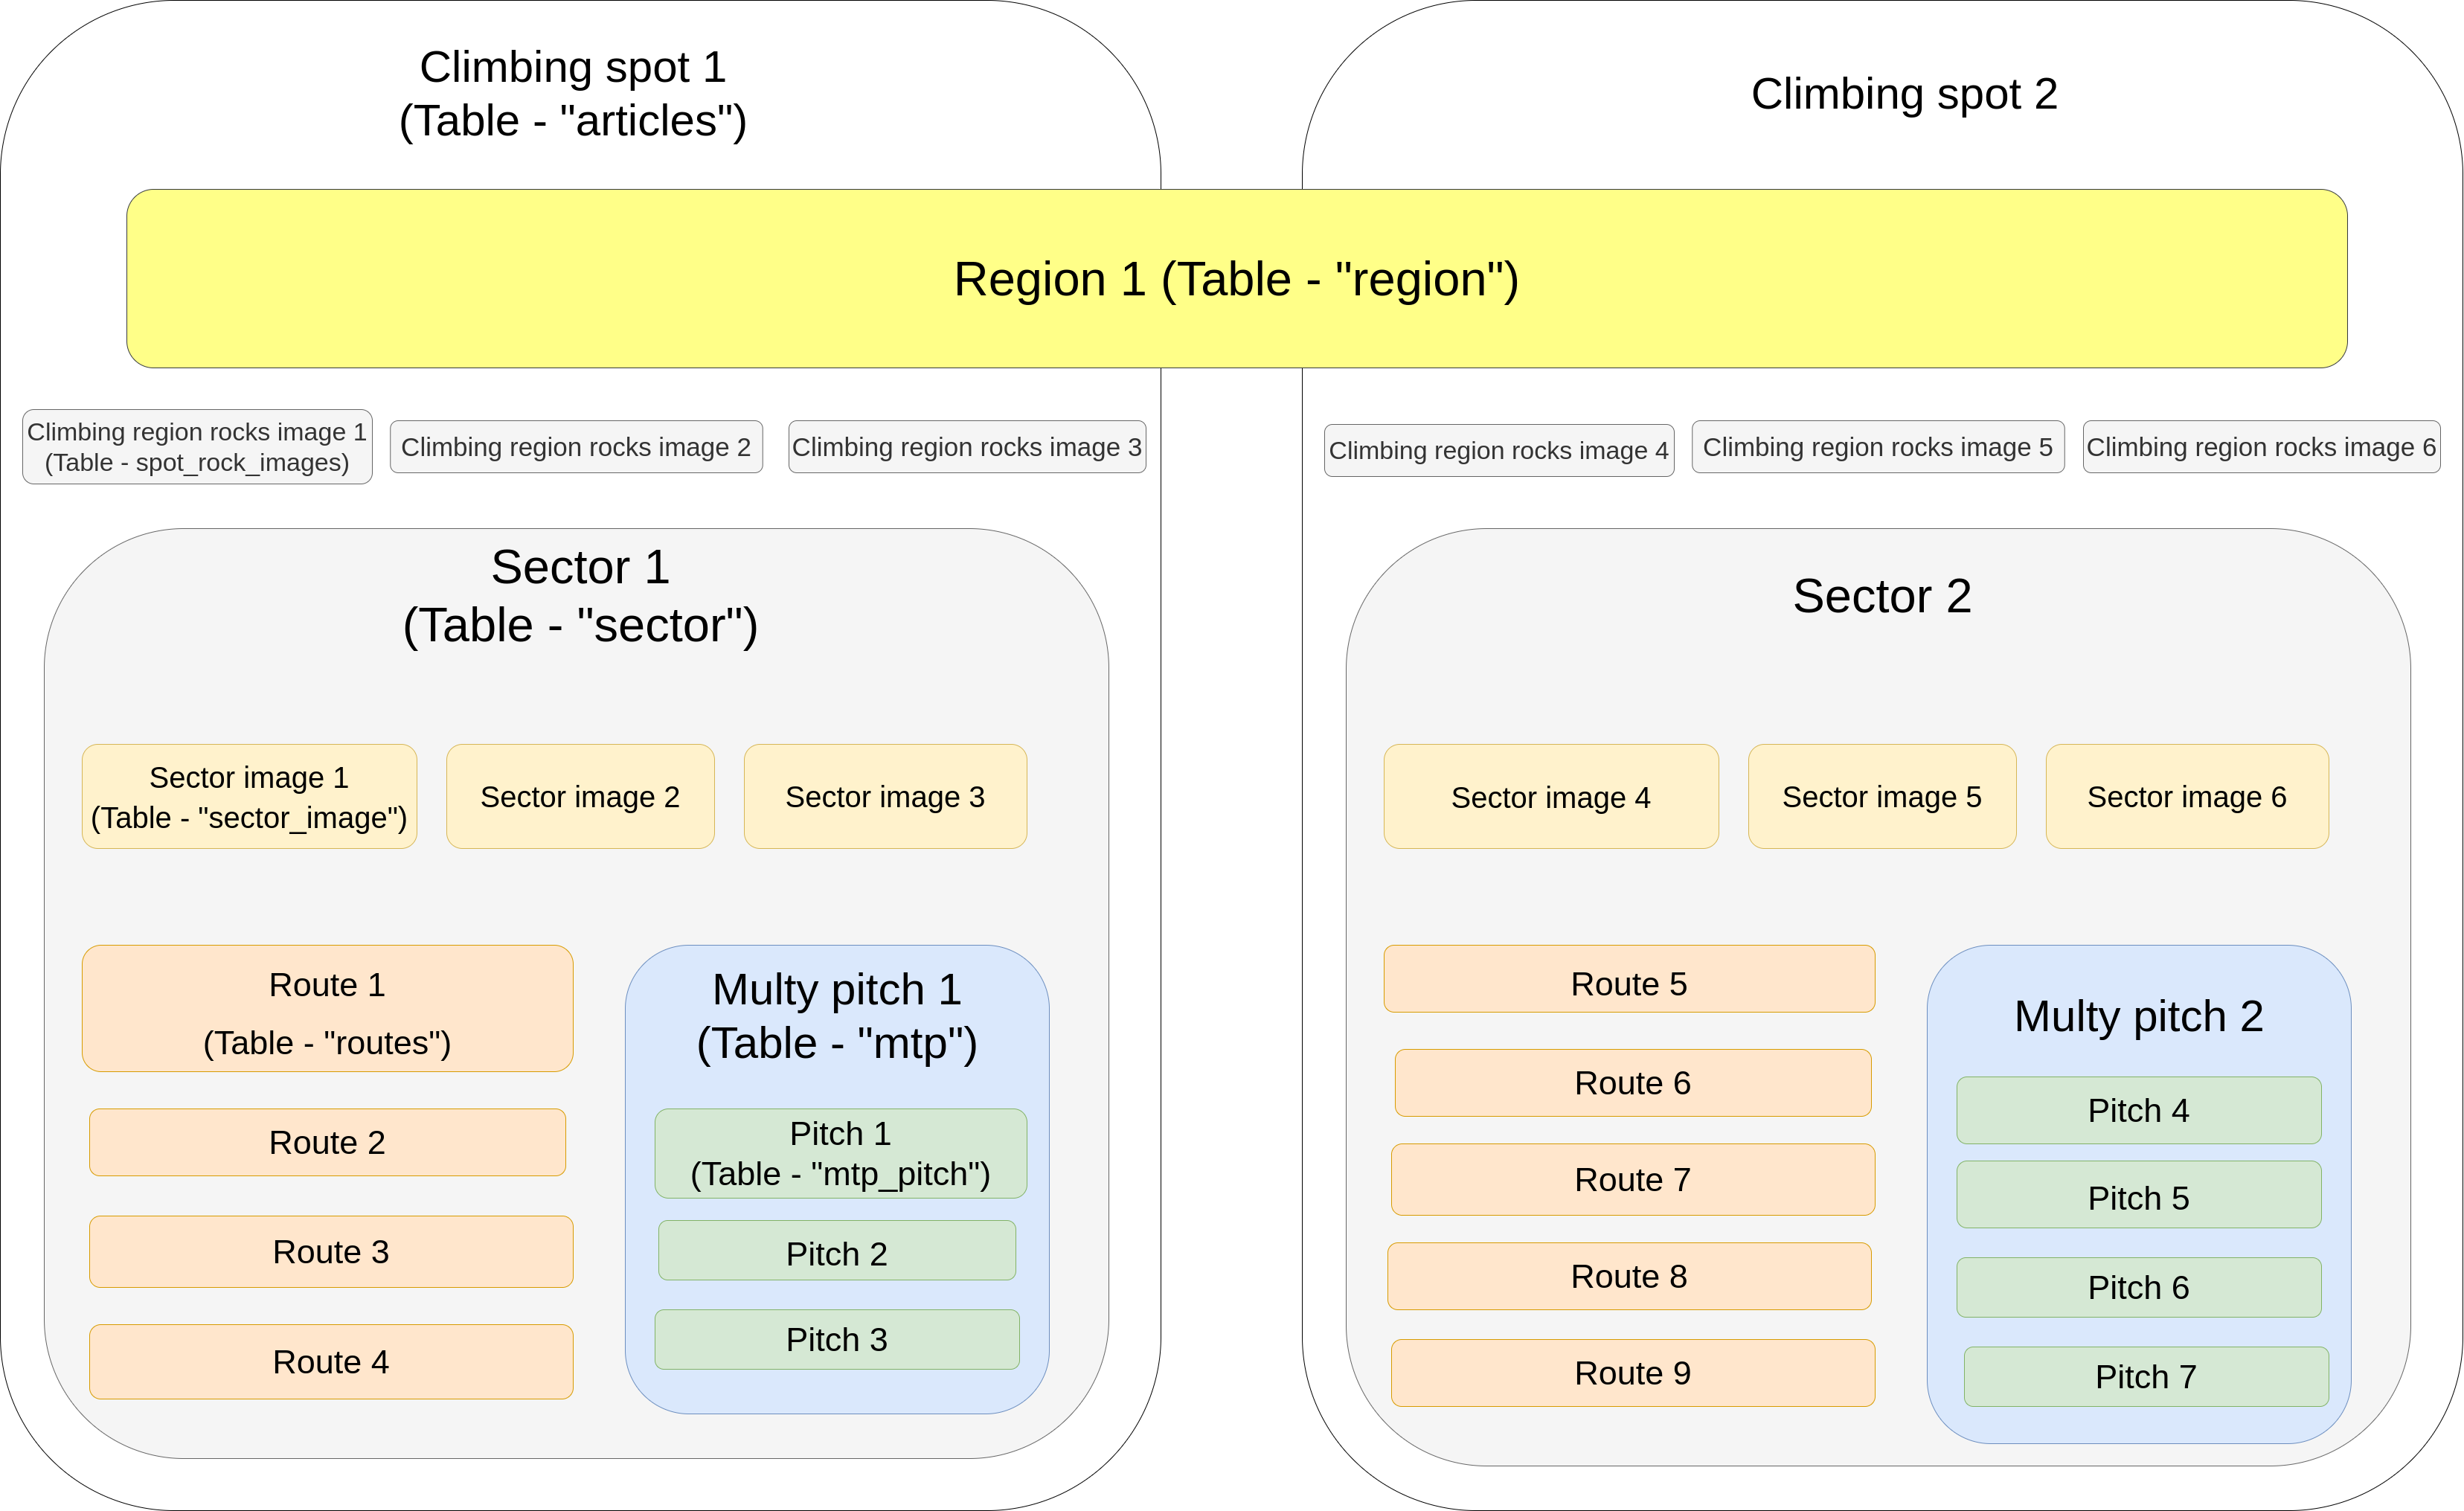 Climbing spot 1
(Table - "articles")
Climbing spot 2
Region 1 (Table - "region")
Climbing region rocks image 1
(Table - spot_rock_images)
Climbing region rocks image 2
Climbing region rocks image 3
Climbing region rocks image 4
Climbing region rocks image 5
Climbing region rocks image 6
Sector 1
(Table - "sector")
Sector image 1
(Table - "sector_image")
Sector image 2
Sector image 3
Route 1
(Table - "routes")
Route 2
Route 3
Route 4
Multy pitch 1
(Table - "mtp")
Pitch 1
(Table - "mtp_pitch")
Pitch 2
Pitch 3
Sector 2
Sector image 4
Sector image 5
Sector image 6
Route 5
Route 6
Route 7
Route 8
Route 9
Multy pitch 2
Pitch 4
Pitch 5
Pitch 6
Pitch 7